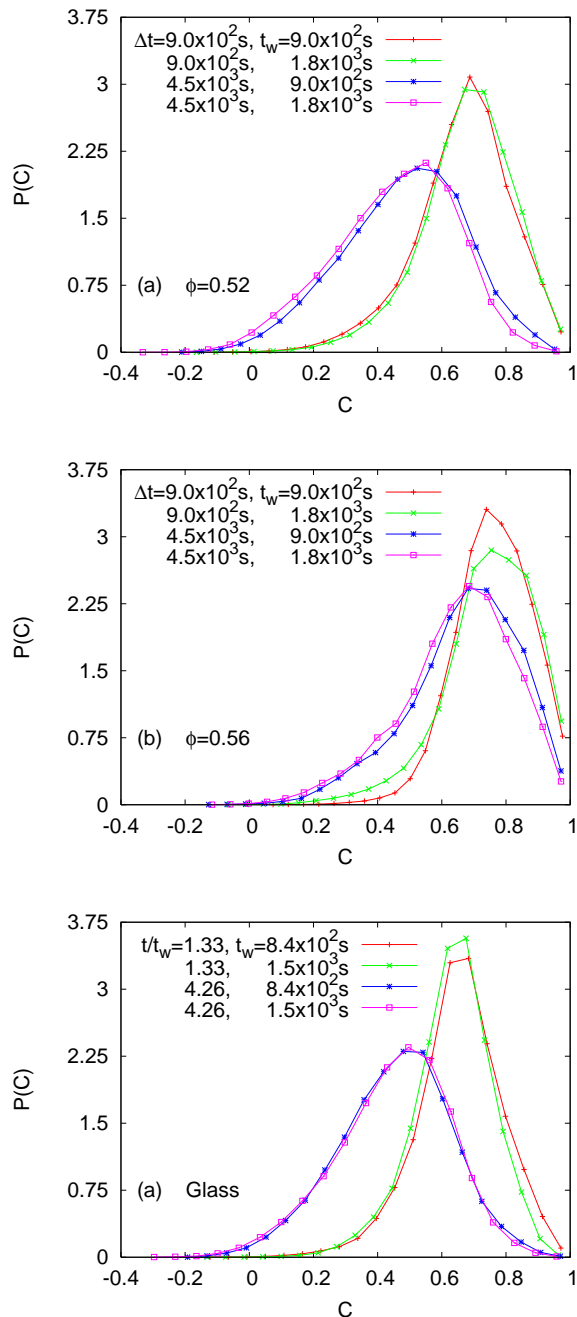 3.75
3
2.25
1.5
0.75
0
P(C)
Δt=9.0x10²s, t_w=9.0x10²s
9.0x10²s, 1.8x10³s
4.5x10³s, 9.0x10²s
4.5x10³s, 1.8x10³s
(a) ϕ=0.52
-0.4 -0.2 0 0.2 0.4 0.6 0.8 1
C
3.75
3
2.25
1.5
0.75
0
P(C)
Δt=9.0x10²s, t_w=9.0x10²s
9.0x10²s, 1.8x10³s
4.5x10³s, 9.0x10²s
4.5x10³s, 1.8x10³s
(b) ϕ=0.56
-0.4 -0.2 0 0.2 0.4 0.6 0.8 1
C
3.75
3
2.25
1.5
0.75
0
P(C)
t/t_w=1.33, t_w=8.4x10²s
1.33, 1.5x10³s
4.26, 8.4x10²s
4.26, 1.5x10³s
(a) Glass
-0.4 -0.2 0 0.2 0.4 0.6 0.8 1
C